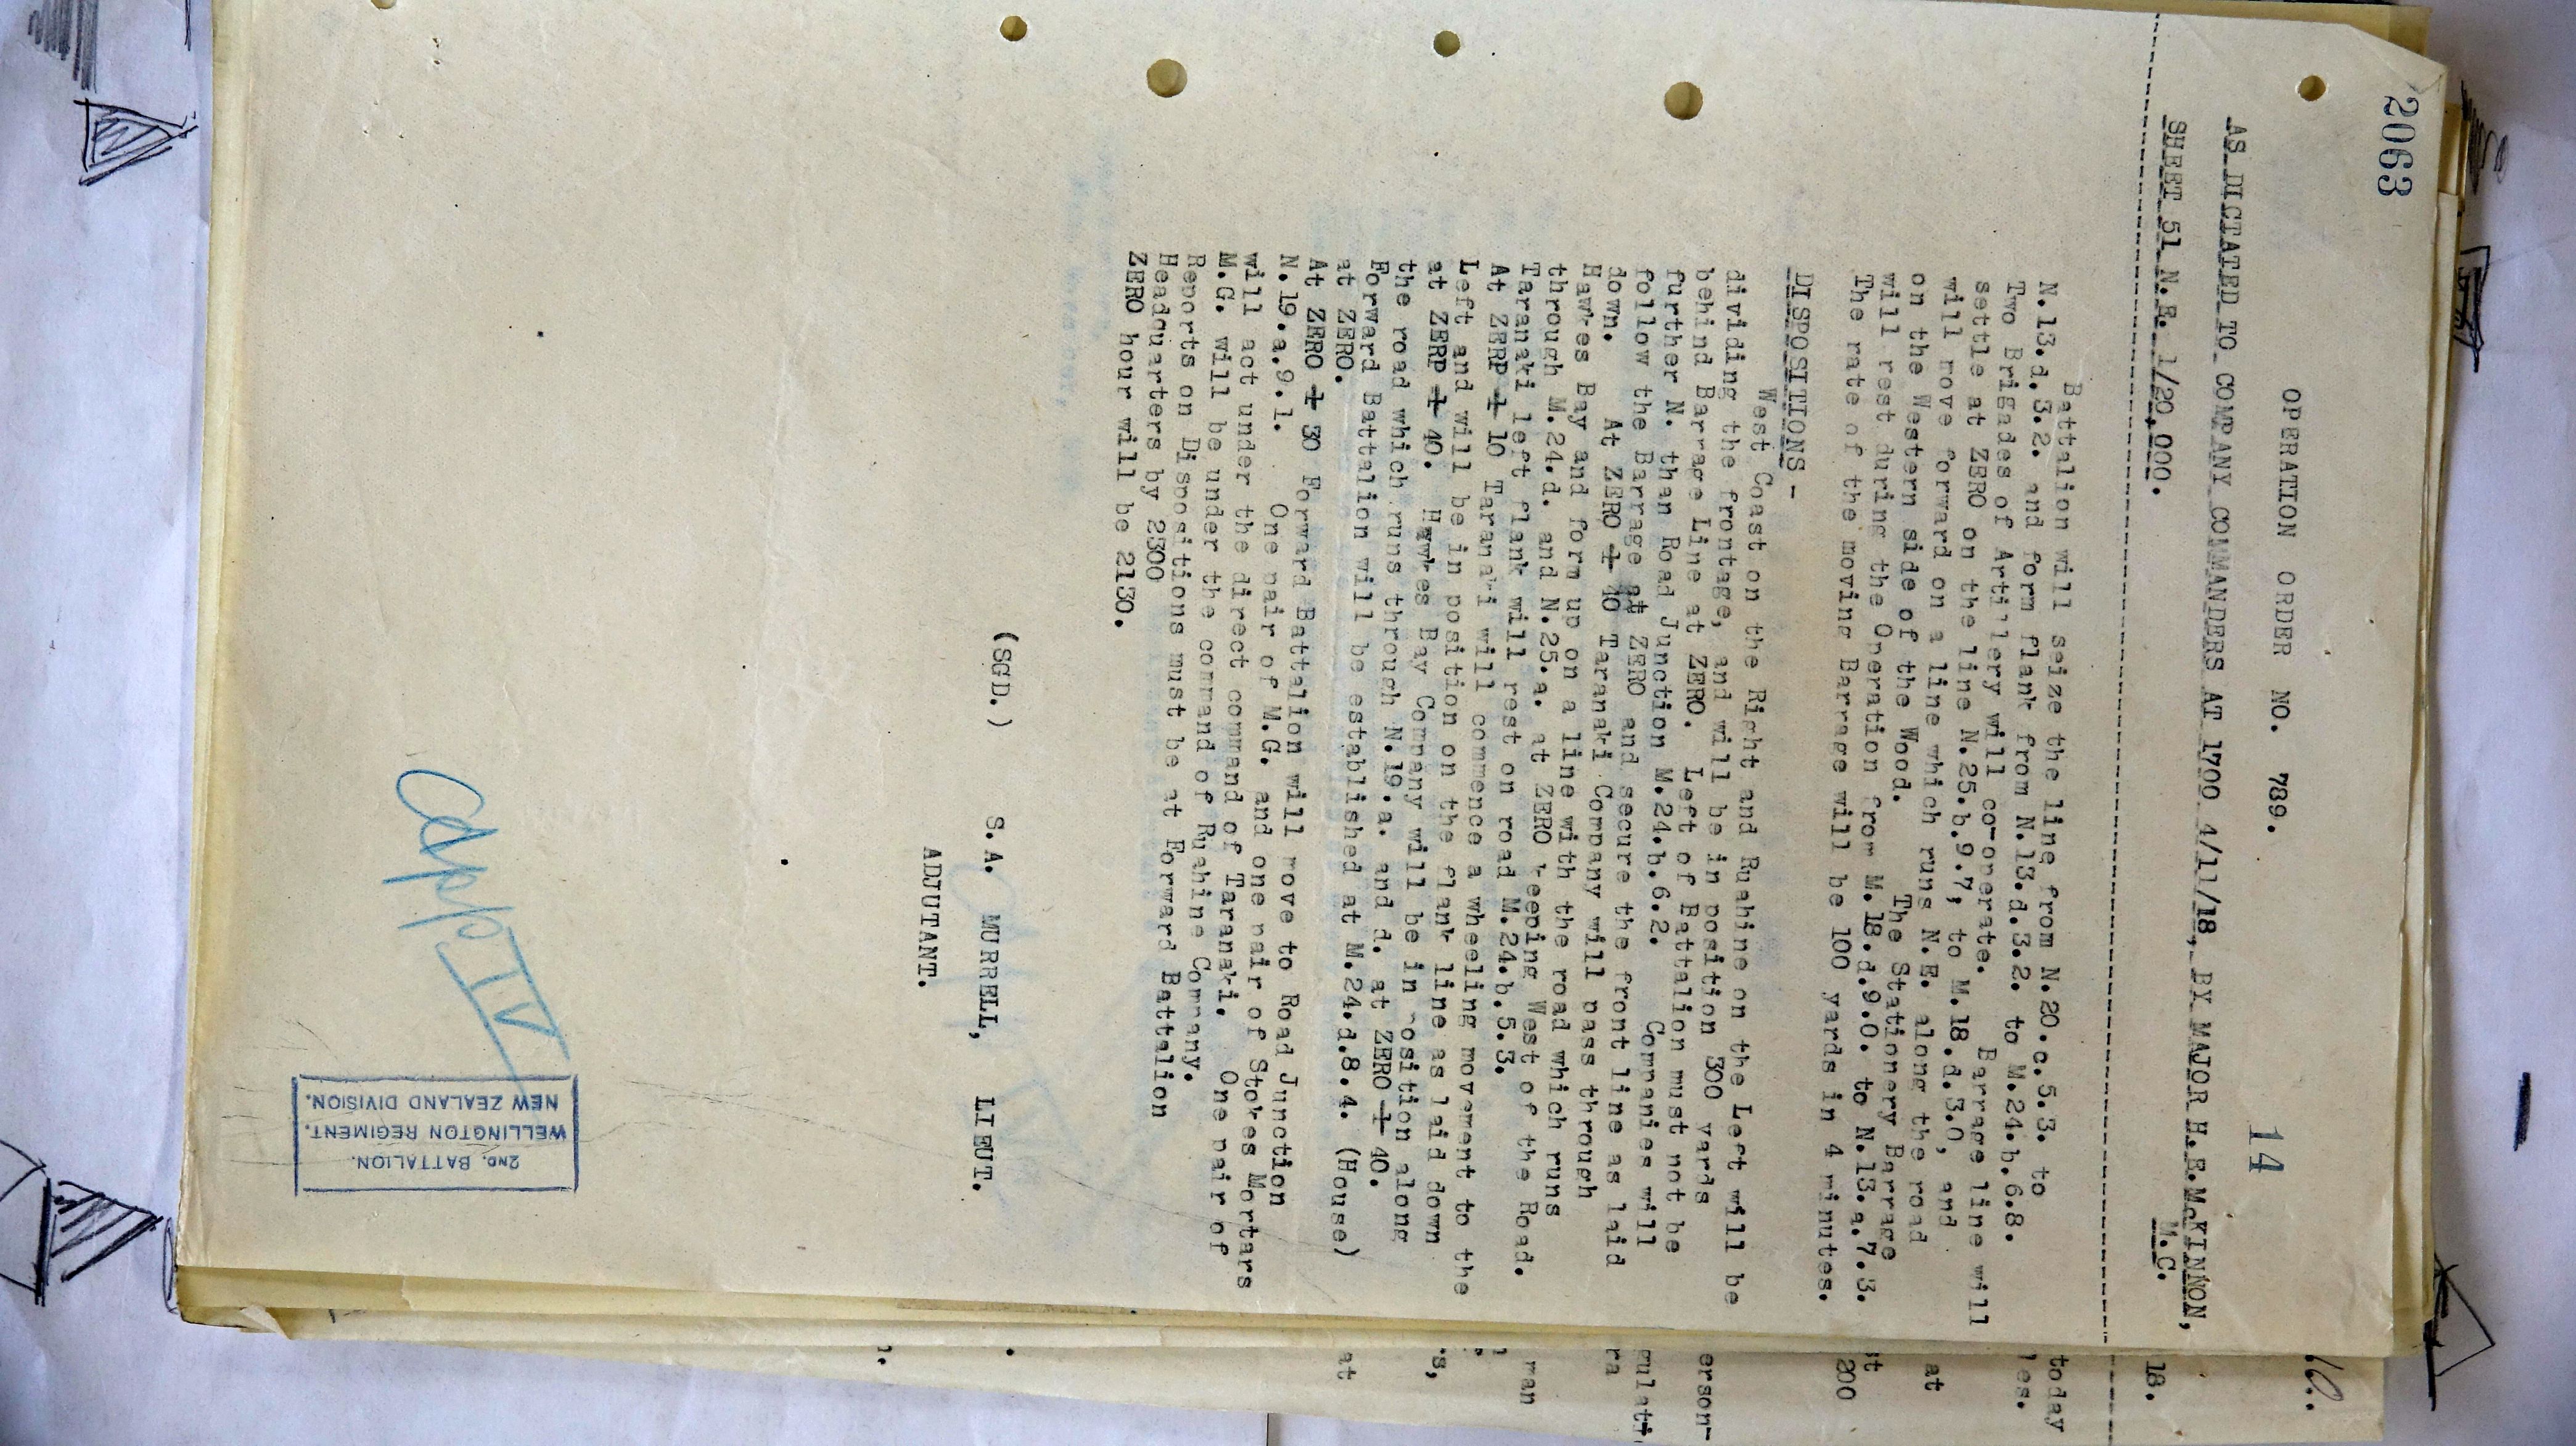 2063
14
OPERATION ORDER NO. 789.
AS DICTATED TO COMPANY COMMANDERS AT 1700 4/11/18, BY MAJOR H.E.McKINNON,
M.C.
SHEET 51 N.E. 1/20,000.
Battalion will seize the line from N.20.c.5.3. to
N.13.d.3.2. and form flank from N.13.d.3.2. to M.24.b.6.8.
Two Brigades of Artillery will co-operate. Barrage line will
settle at ZERO on the line N.25.b.9.7, to M.18.d.3.0, and
will move forward on a line which runs N.E. along the road
on the Western side of the Wood. The Stationery Barrage
will rest during the Operation from M.18.d.9.0. to N.13.a.7.3.
The rate of the moving Barrage will be 100 yards in 4 minutes.
DISPOSITIONS -
West Coast on the Right and Ruahine on the Left will be
dividing the frontage, and will be in position 300 yards
behind Barrage Line at ZERO. Left of Battalion must not be
further N. than Road Junction M.24.b.6.2. Companies will
follow the Barrage at ZERO and secure the front line as laid
down. At ZERO + 40 Taranaki Company will pass through
Hawkes Bay and form up on a line with the road which runs
through M.24.d. and N.25.a. at ZERO keeping West of the Road.
Taranaki left flank will rest on road M.24.b.5.3.
At ZERP + 10 Taranaki will commence a wheeling movement to the
Left and will be in position on the flank line as laid down
at ZERP + 40. Hawkes Bay Company will be in position along
the road which runs through N.19.a. and d. at ZERO + 40.
Forward Battalion will be established at M.24.d.8.4. (House)
at ZERO.
At ZERO + 30 Forward Battalion will move to Road Junction
N.19.a.9.1. One pair of M.G. and one pair of Stokes Mortars
will act under the direct command of Taranaki. One pair of
M.G. will be under the command of Ruahine Company.
Reports on Dispositions must be at Forward Battalion
Headquarters by 2300
ZERO hour will be 2130.
(SGD.) S.A. MURRELL, LIEUT.
ADJUTANT.
App IV
2ND. BATTALION.
WELLINGTON REGIMENT.
NEW ZEALAND DIVISION.
18.
today
les.
at
st
200
erson-
ra
ran
s,
at